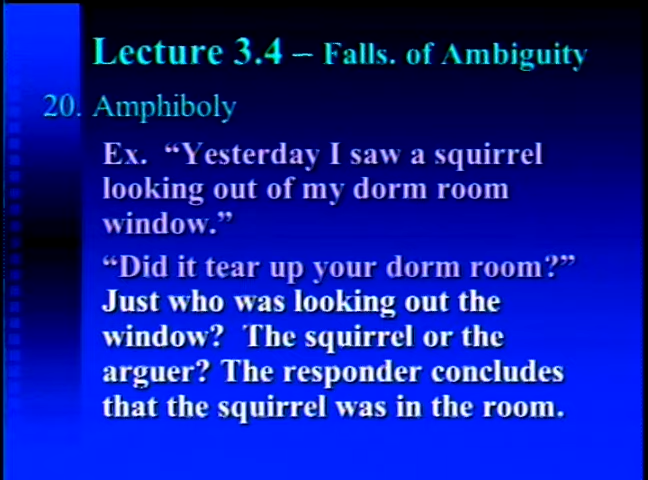 Lecture 3.4 – Falls. of Ambiguity
20. Amphiboly
Ex. “Yesterday I saw a squirrel
looking out of my dorm room
window.”
“Did it tear up your dorm room?”
Just who was looking out the
window? The squirrel or the
arguer? The responder concludes
that the squirrel was in the room.